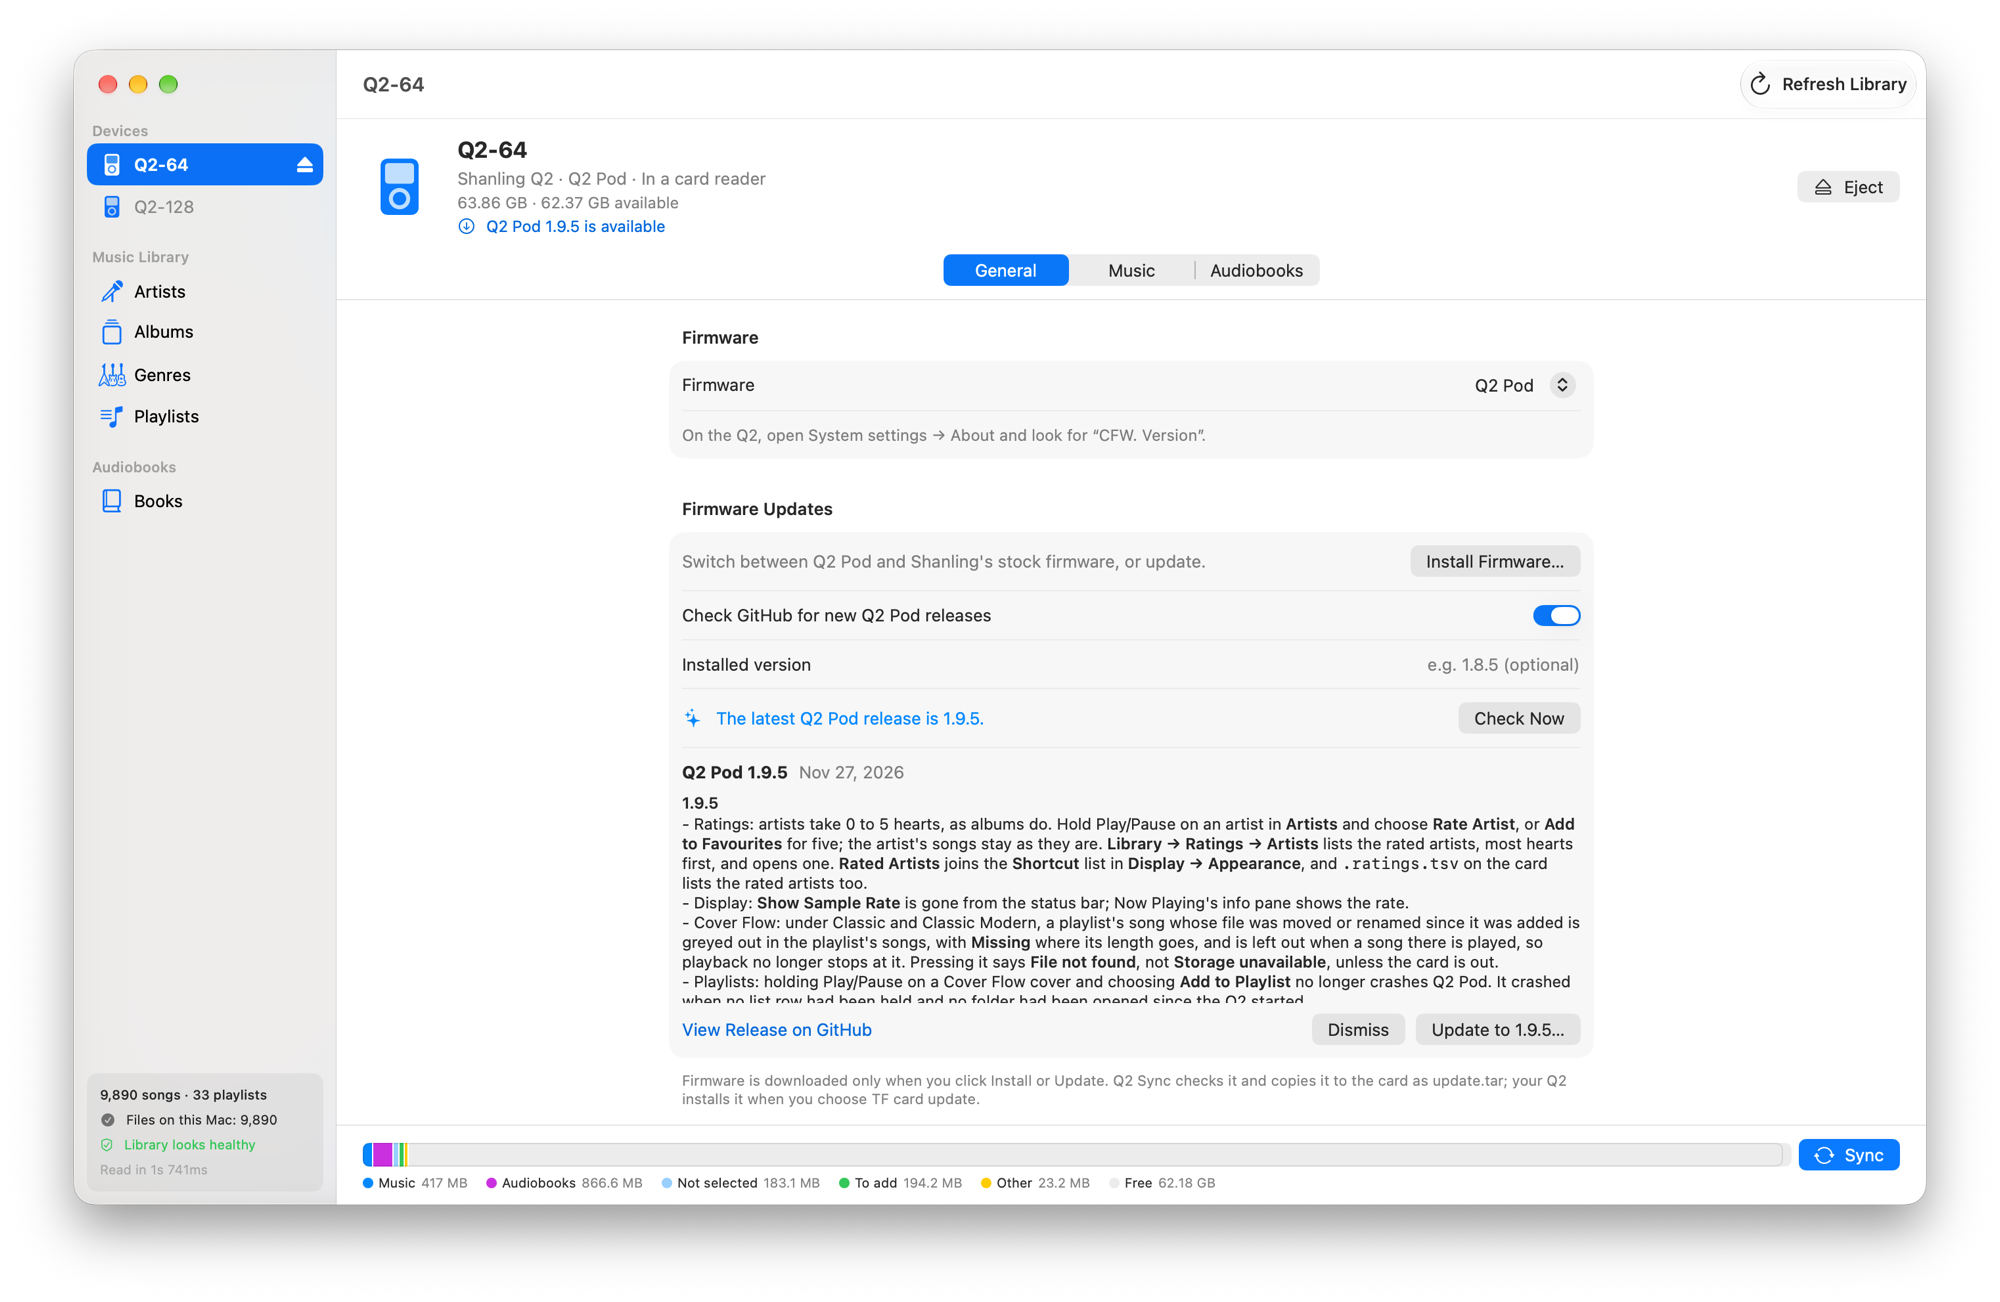 Q2-64
Refresh Library
Devices
Q2-64
Q2-128
Music Library
Artists
Albums
Genres
Playlists
Audiobooks
Books
9,890 songs · 33 playlists
Files on this Mac: 9,890
Library looks healthy
Read in 1s 741ms
Q2-64
Shanling Q2 · Q2 Pod · In a card reader
63.86 GB · 62.37 GB available
Q2 Pod 1.9.5 is available
Eject
General
Music
Audiobooks
Firmware
Firmware
Q2 Pod
On the Q2, open System settings → About and look for “CFW. Version”.
Firmware Updates
Switch between Q2 Pod and Shanling's stock firmware, or update.
Install Firmware...
Check GitHub for new Q2 Pod releases
Installed version
e.g. 1.8.5 (optional)
The latest Q2 Pod release is 1.9.5.
Check Now
Q2 Pod 1.9.5 Nov 27, 2026
1.9.5
- Ratings: artists take 0 to 5 hearts, as albums do. Hold Play/Pause on an artist in Artists and choose Rate Artist, or Add
to Favourites for five; the artist's songs stay as they are. Library → Ratings → Artists lists the rated artists, most hearts
first, and opens one. Rated Artists joins the Shortcut list in Display → Appearance, and .ratings.tsv on the card
lists the rated artists too.
- Display: Show Sample Rate is gone from the status bar; Now Playing's info pane shows the rate.
- Cover Flow: under Classic and Classic Modern, a playlist's song whose file was moved or renamed since it was added is
greyed out in the playlist's songs, with Missing where its length goes, and is left out when a song there is played, so
playback no longer stops at it. Pressing it says File not found, not Storage unavailable, unless the card is out.
- Playlists: holding Play/Pause on a Cover Flow cover and choosing Add to Playlist no longer crashes Q2 Pod. It crashed
when no list row had been held and no folder had been opened since the Q2 started.
View Release on GitHub
Dismiss
Update to 1.9.5...
Firmware is downloaded only when you click Install or Update. Q2 Sync checks it and copies it to the card as update.tar; your Q2
installs it when you choose TF card update.
Music 417 MB
Audiobooks 866.6 MB
Not selected 183.1 MB
To add 194.2 MB
Other 23.2 MB
Free 62.18 GB
Sync